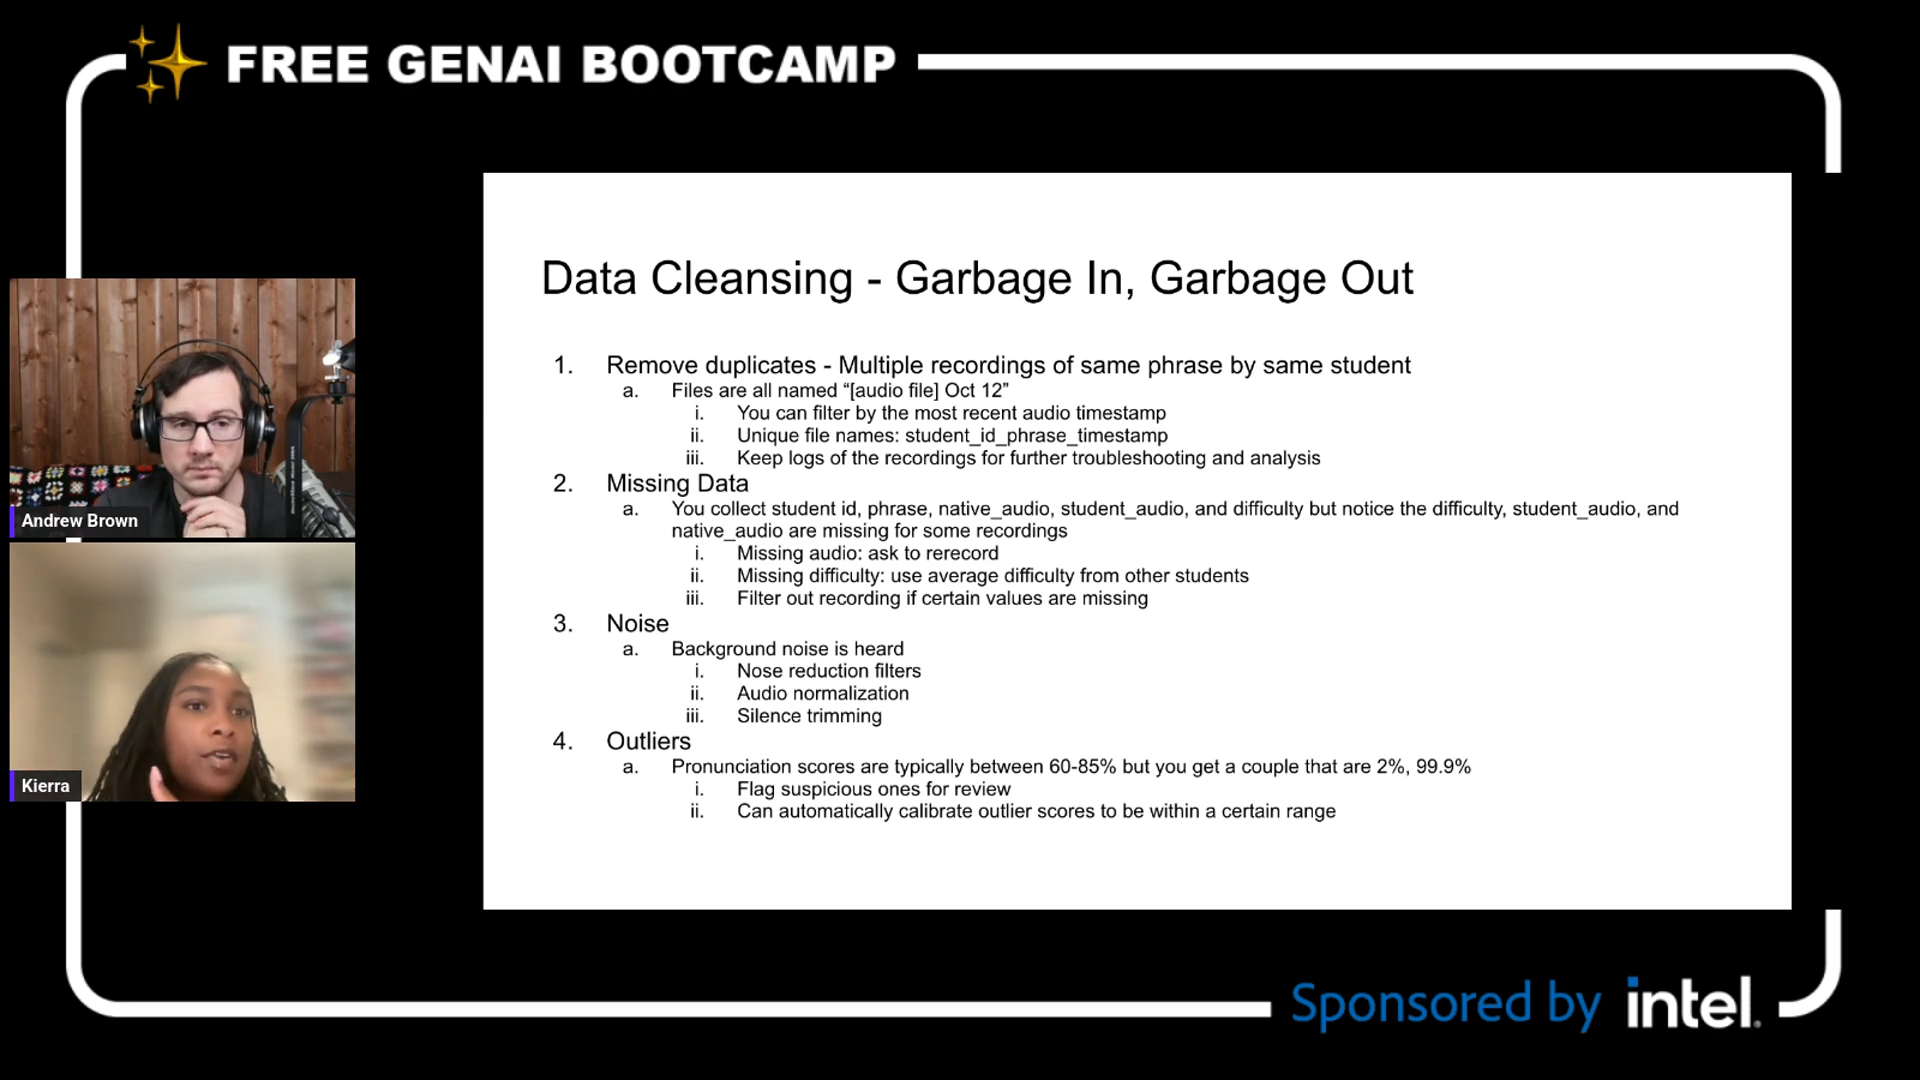 FREE GENAI BOOTCAMP
Data Cleansing - Garbage In, Garbage Out
1. Remove duplicates - Multiple recordings of same phrase by same student
a. Files are all named “[audio file] Oct 12”
i. You can filter by the most recent audio timestamp
ii. Unique file names: student_id_phrase_timestamp
iii. Keep logs of the recordings for further troubleshooting and analysis
2. Missing Data
a. You collect student id, phrase, native_audio, student_audio, and difficulty but notice the difficulty, student_audio, and
native_audio are missing for some recordings
i. Missing audio: ask to rerecord
ii. Missing difficulty: use average difficulty from other students
iii. Filter out recording if certain values are missing
3. Noise
a. Background noise is heard
i. Nose reduction filters
ii. Audio normalization
iii. Silence trimming
4. Outliers
a. Pronunciation scores are typically between 60-85% but you get a couple that are 2%, 99.9%
i. Flag suspicious ones for review
ii. Can automatically calibrate outlier scores to be within a certain range
Andrew Brown
Kierra
Sponsored by intel.